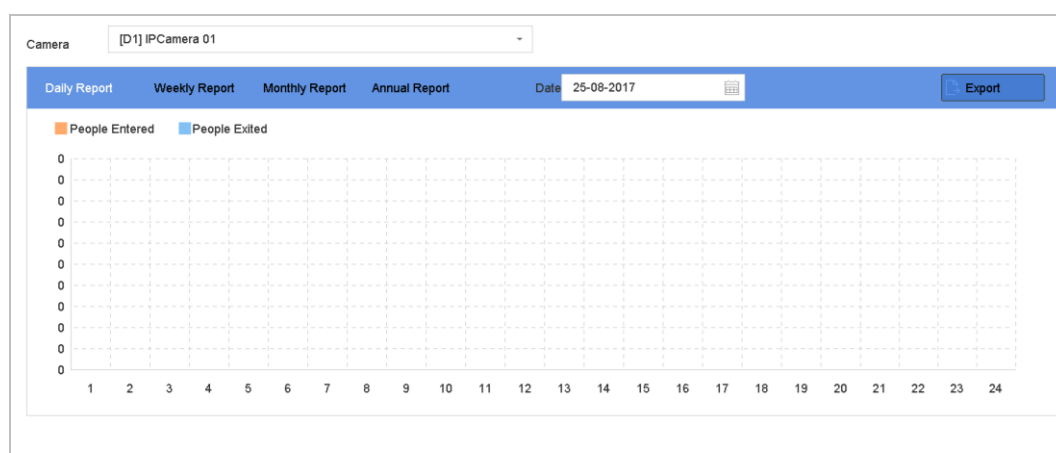 Camera [D1] IPCamera 01
Daily Report Weekly Report Monthly Report Annual Report Date 25-08-2017 Export
People Entered People Exited
0
0
0
0
0
0
0
0
0
0
0
1 2 3 4 5 6 7 8 9 10 11 12 13 14 15 16 17 18 19 20 21 22 23 24